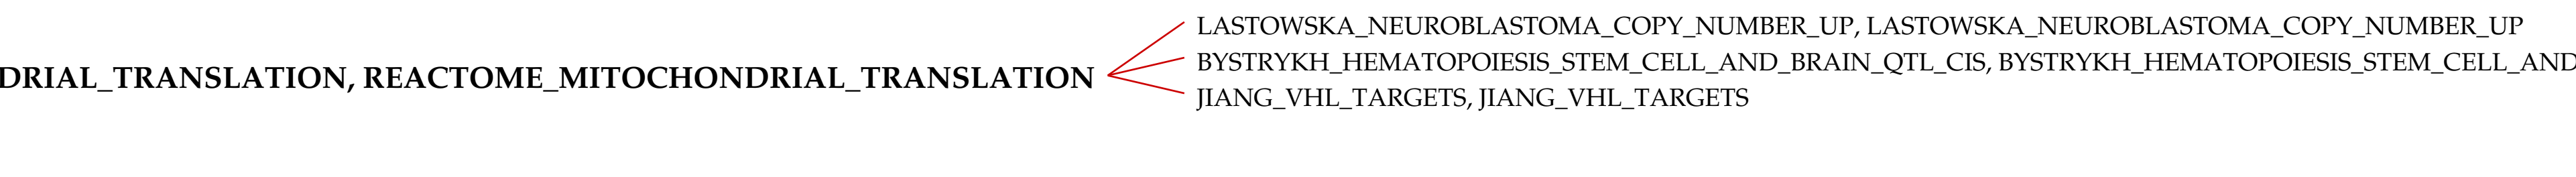 DRIAL_TRANSLATION, REACTOME_MITOCHONDRIAL_TRANSLATION
LASTOWSKA_NEUROBLASTOMA_COPY_NUMBER_UP, LASTOWSKA_NEUROBLASTOMA_COPY_NUMBER_UP
BYSTRYKH_HEMATOPOIESIS_STEM_CELL_AND_BRAIN_QTL_CIS, BYSTRYKH_HEMATOPOIESIS_STEM_CELL_AND
JIANG_VHL_TARGETS, JIANG_VHL_TARGETS